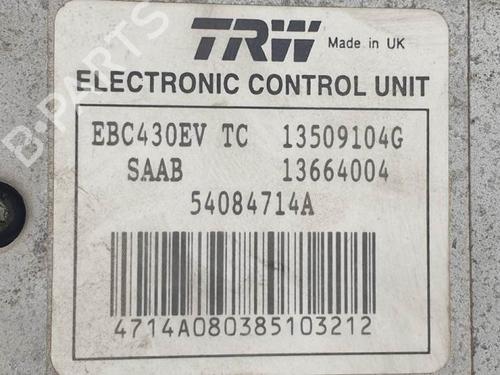 TRW Made in UK
ELECTRONIC CONTROL UNIT
EBC430EV TC 13509104G
SAAB 13664004
54084714A
4714A080385103212
B-PARTS